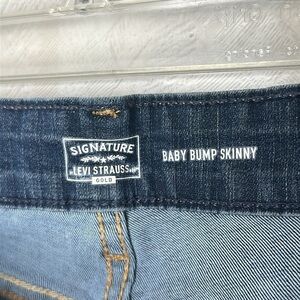 SIGNATURE
LEVI STRAUSS
GOLD
BABY BUMP SKINNY